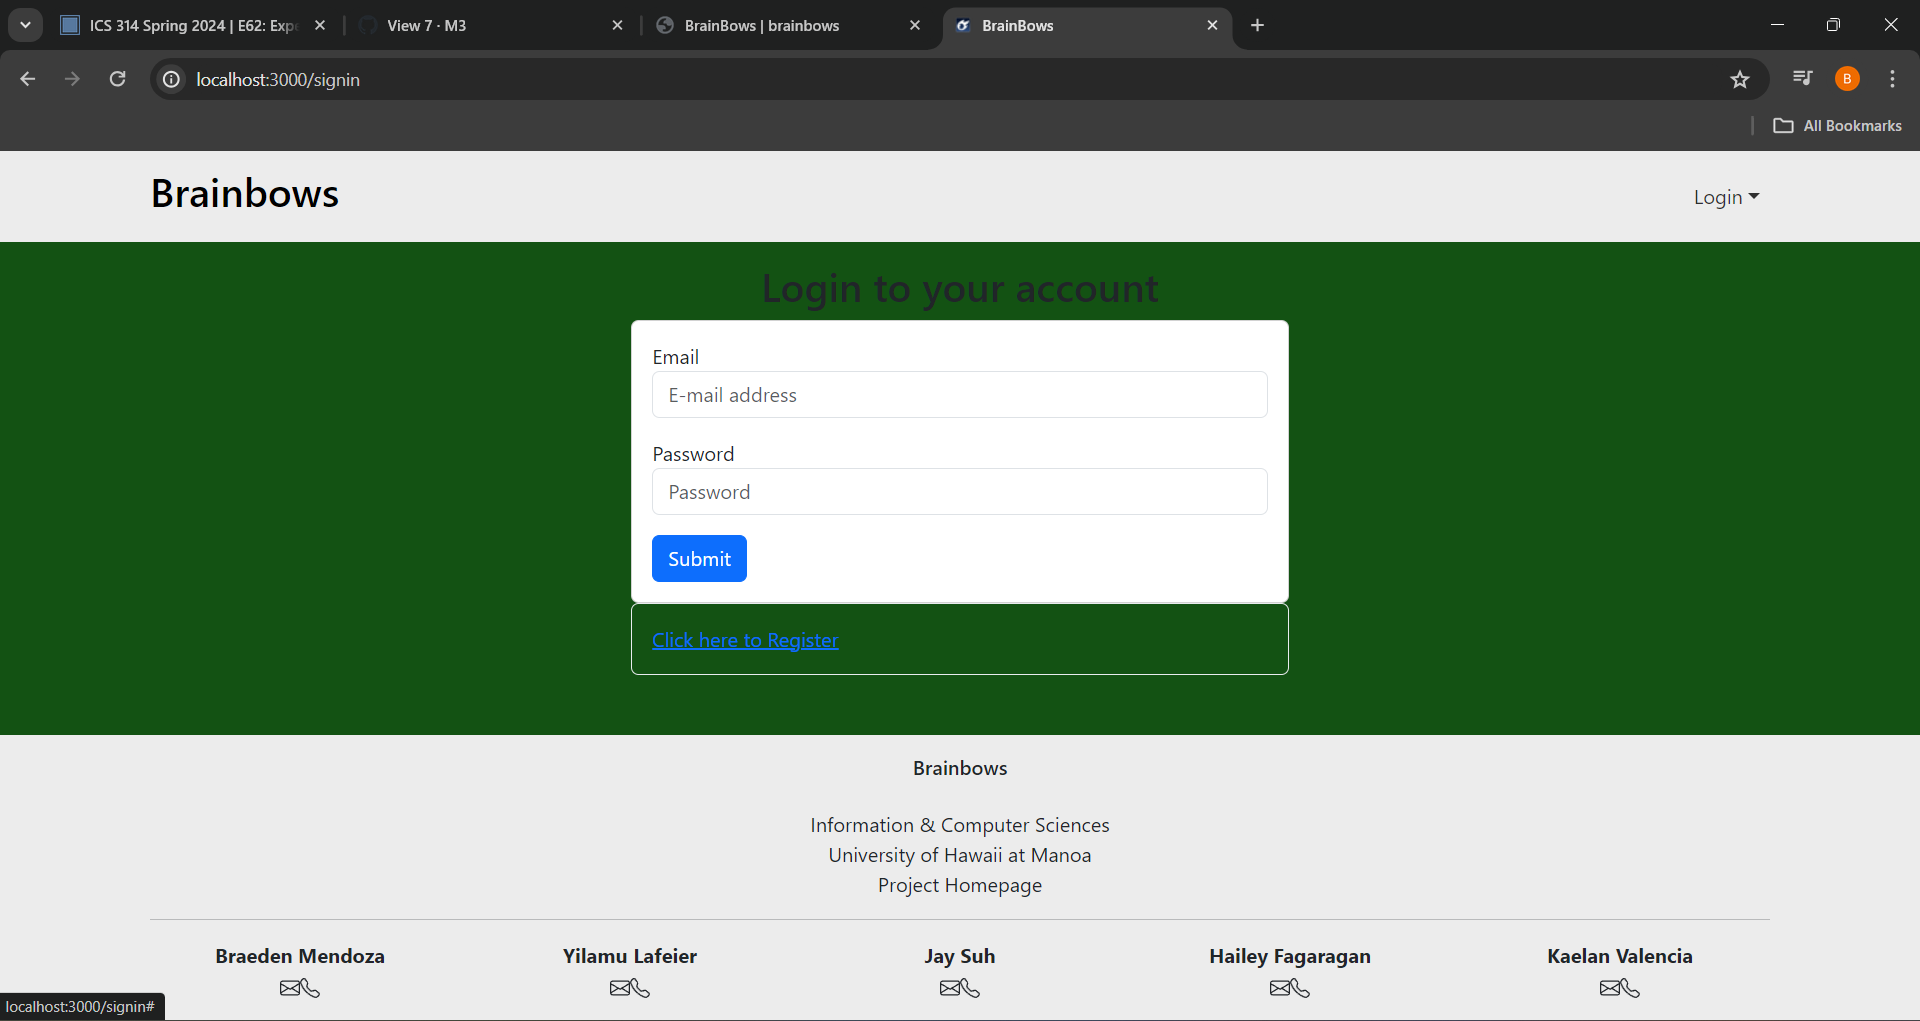 ICS 314 Spring 2024 | E62: Exp
View 7 · M3
BrainBows | brainbows
BrainBows
localhost:3000/signin
B
All Bookmarks
Brainbows
Login
Login to your account
Email
E-mail address
Password
Password
Submit
Click here to Register
Brainbows
Information & Computer Sciences
University of Hawaii at Manoa
Project Homepage
Braeden Mendoza
Yilamu Lafeier
Jay Suh
Hailey Fagaragan
Kaelan Valencia
localhost:3000/signin#